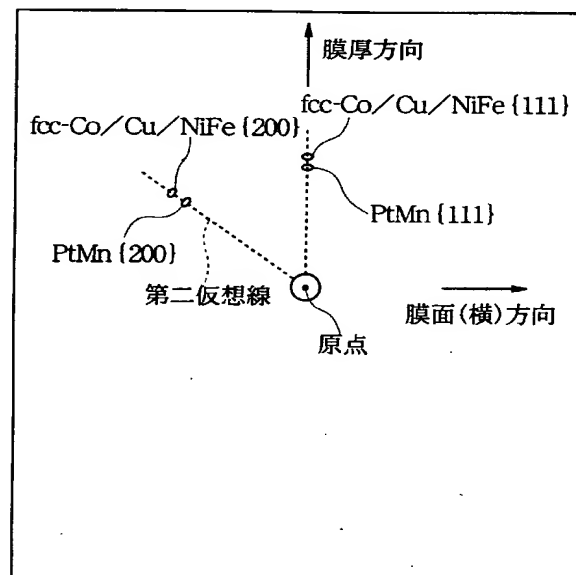 膜厚方向
fcc-Co/Cu/NiFe{111}
fcc-Co/Cu/NiFe{200}
PtMn{111}
PtMn{200}
第二仮想線
膜面(横)方向
原点